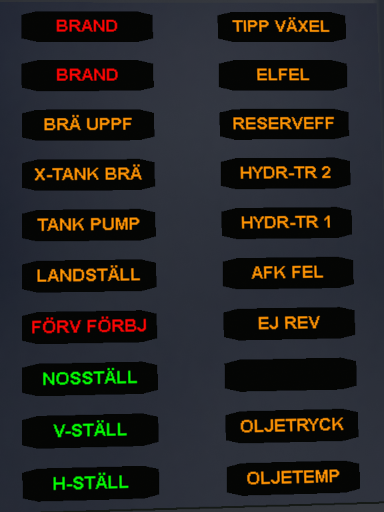 BRAND
BRAND
BRÄ UPPF
X-TANK BRÄ
TANK PUMP
LANDSTÄLL
FÖRV FÖRBJ
NOSSTÄLL
V-STÄLL
H-STÄLL
TIPP VÄXEL
ELFEL
RESERVEFF
HYDR-TR 2
HYDR-TR 1
AFK FEL
EJ REV
OLJETRYCK
OLJETEMP